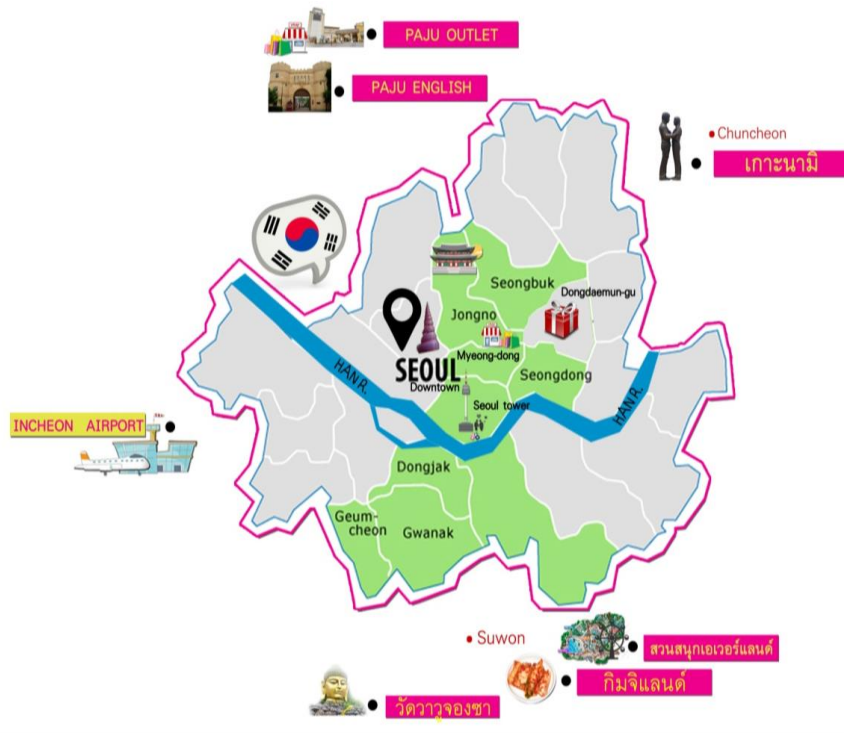 PAJU OUTLET
PAJU ENGLISH
Chuncheon
เกาะนามิ
Seongbuk
Dongdaemun-gu
Jongno
Myeong-dong
SEOUL
Downtown
Seongdong
HAN R.
HAN R.
Seoul tower
INCHEON AIRPORT
Dongjak
Geum-
cheon
Gwanak
Suwon
สวนสนุกเอเวอร์แลนด์
กิมจิแลนด์
วัดวาวูจองซา